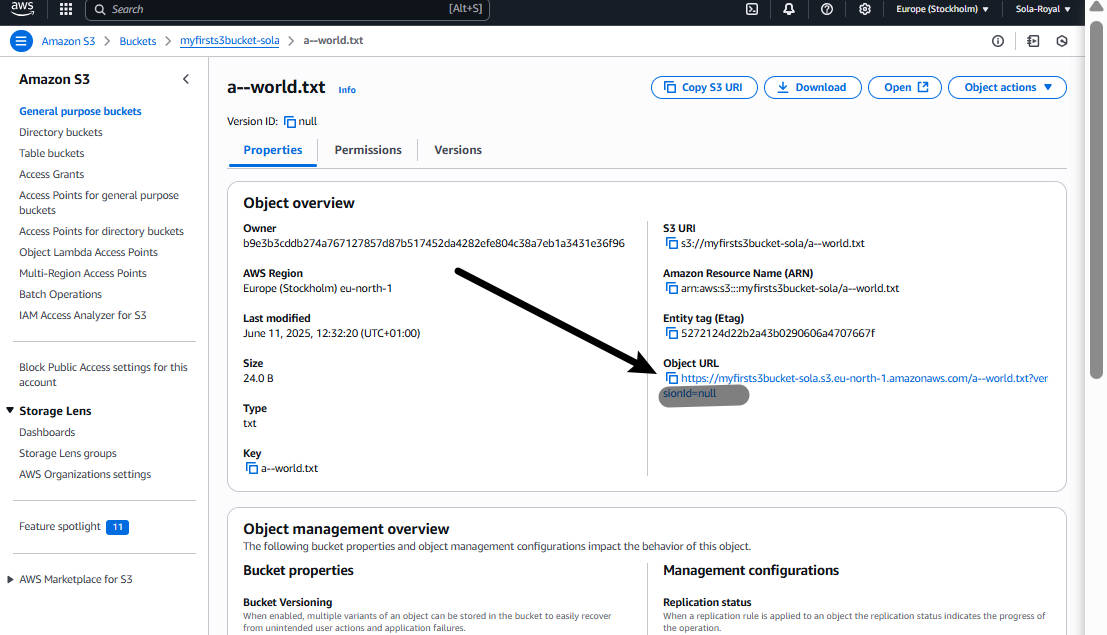 aws
Search [Alt+S] Europe (Stockholm) Sola-Royal
Amazon S3 > Buckets > myfirsts3bucket-sola > a--world.txt
Amazon S3
General purpose buckets
Directory buckets
Table buckets
Access Grants
Access Points for general purpose
buckets
Access Points for directory buckets
Object Lambda Access Points
Multi-Region Access Points
Batch Operations
IAM Access Analyzer for S3
Block Public Access settings for this
account
Storage Lens
Dashboards
Storage Lens groups
AWS Organizations settings
Feature spotlight 11
AWS Marketplace for S3
a--world.txt Info
Copy S3 URI Download Open Object actions
Version ID: null
Properties Permissions Versions
Object overview
Owner
b9e3b3cddb274a767127857d87b517452da4282efe804c38a7eb1a3431e36f96
AWS Region
Europe (Stockholm) eu-north-1
Last modified
June 11, 2025, 12:32:20 (UTC+01:00)
Size
24.0 B
Type
txt
Key
a--world.txt
S3 URI
s3://myfirsts3bucket-sola/a--world.txt
Amazon Resource Name (ARN)
arn:aws:s3:::myfirsts3bucket-sola/a--world.txt
Entity tag (Etag)
5272124d22b2a43b0290606a4707667f
Object URL
https://myfirsts3bucket-sola.s3.eu-north-1.amazonaws.com/a--world.txt?ver
sionId=null
Object management overview
The following bucket properties and object management configurations impact the behavior of this object.
Bucket properties
Bucket Versioning
When enabled, multiple variants of an object can be stored in the bucket to easily recover
from unintended user actions and application failures.
Management configurations
Replication status
When a replication rule is applied to an object the replication status indicates the progress of
the operation.